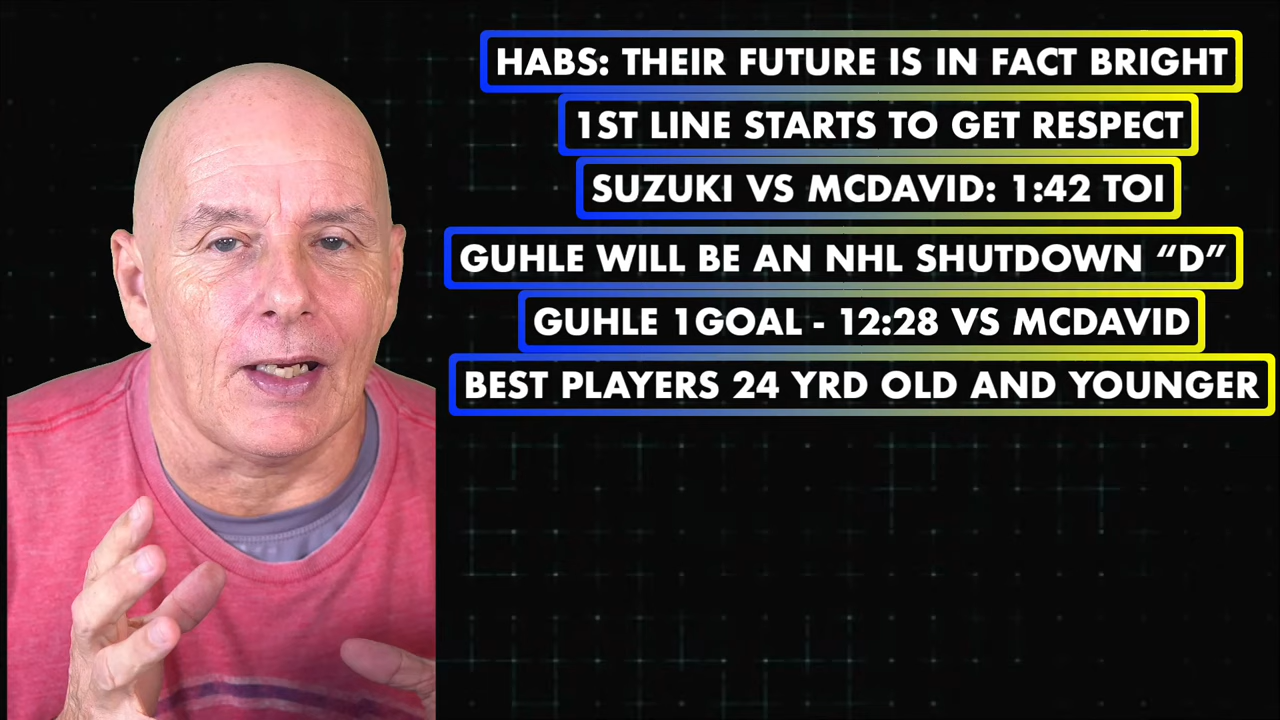 HABS: THEIR FUTURE IS IN FACT BRIGHT
1ST LINE STARTS TO GET RESPECT
SUZUKI VS MCDAVID: 1:42 TOI
GUHLE WILL BE AN NHL SHUTDOWN “D”
GUHLE 1GOAL - 12:28 VS MCDAVID
BEST PLAYERS 24 YRD OLD AND YOUNGER